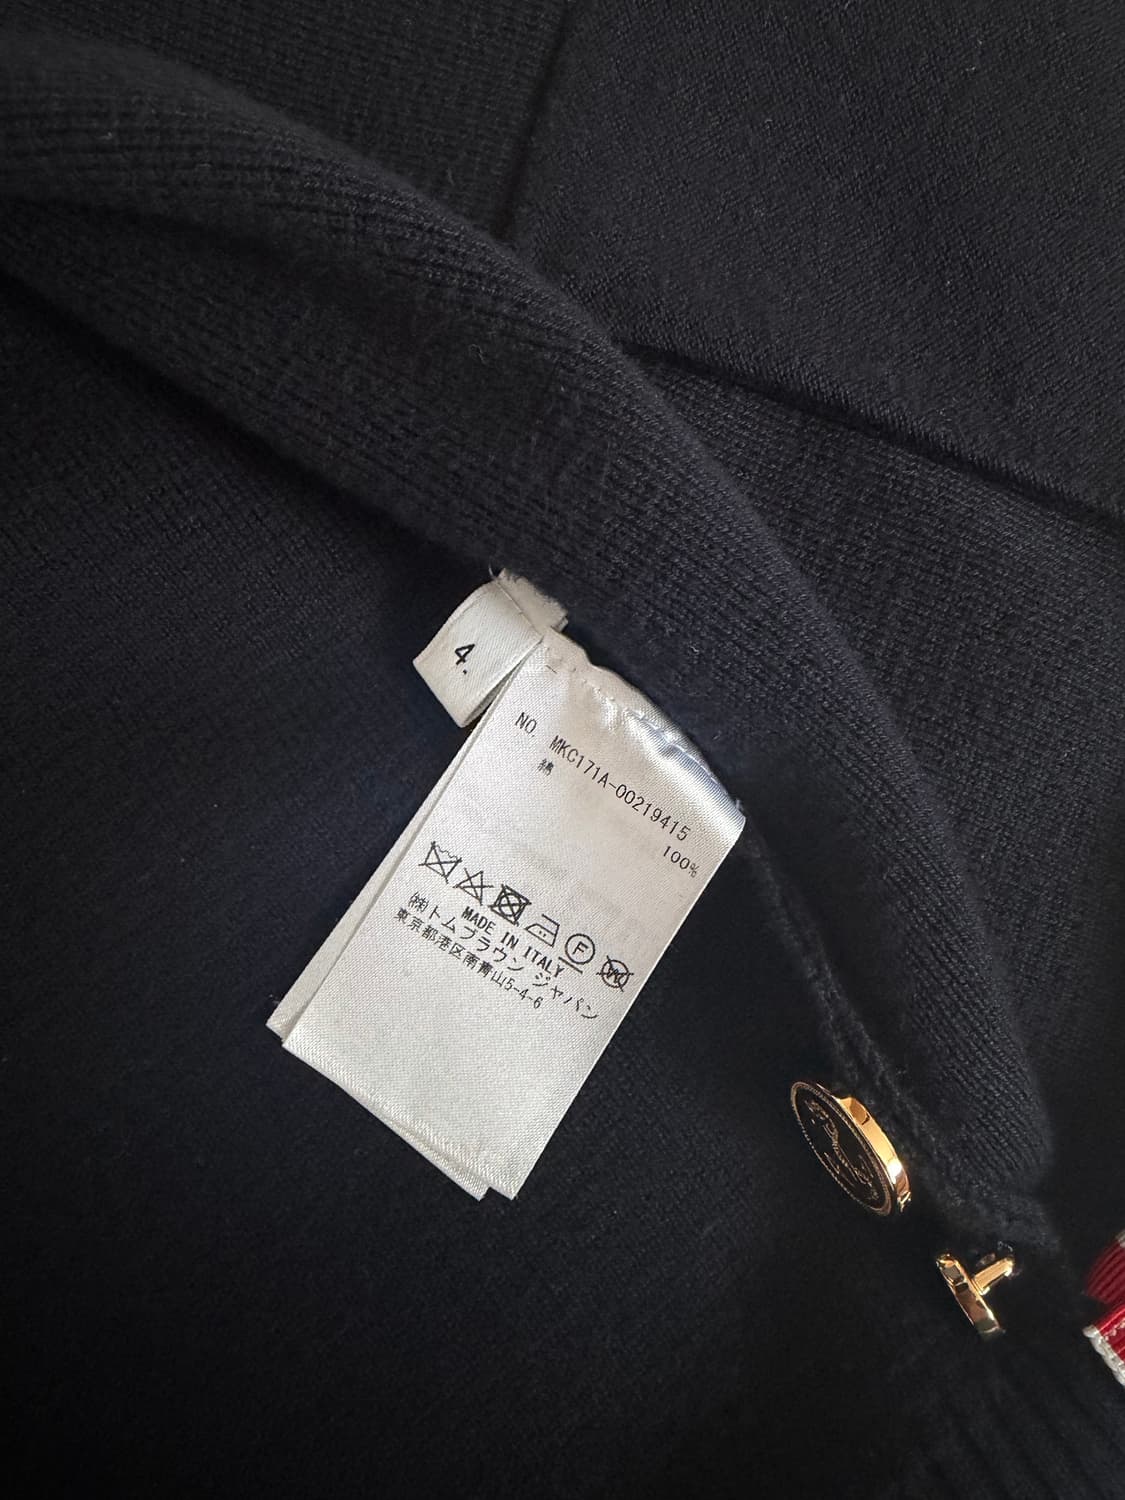 4.
NO. MKC171A-00219415
綿 100%
F
W
MADE IN ITALY
㈱トムブラウン ジャパン
東京都港区南青山5-4-6